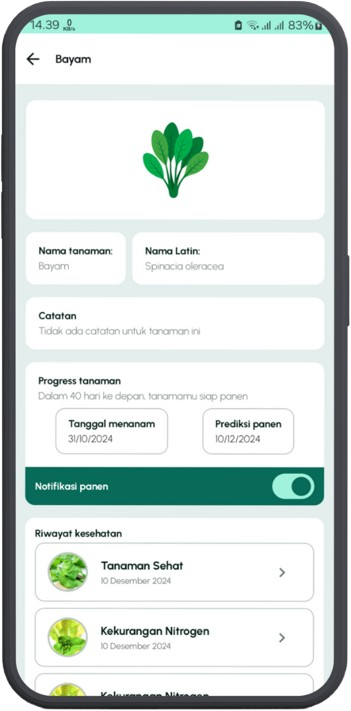 14.39 0 KB/s 83%
Bayam
Nama tanaman:
Bayam
Nama Latin:
Spinacia oleracea
Catatan
Tidak ada catatan untuk tanaman ini
Progress tanaman
Dalam 40 hari ke depan, tanamamu siap panen
Tanggal menanam
31/10/2024
Prediksi panen
10/12/2024
Notifikasi panen
Riwayat kesehatan
Tanaman Sehat
10 Desember 2024
Kekurangan Nitrogen
10 Desember 2024
Kekurangan Nitrogen